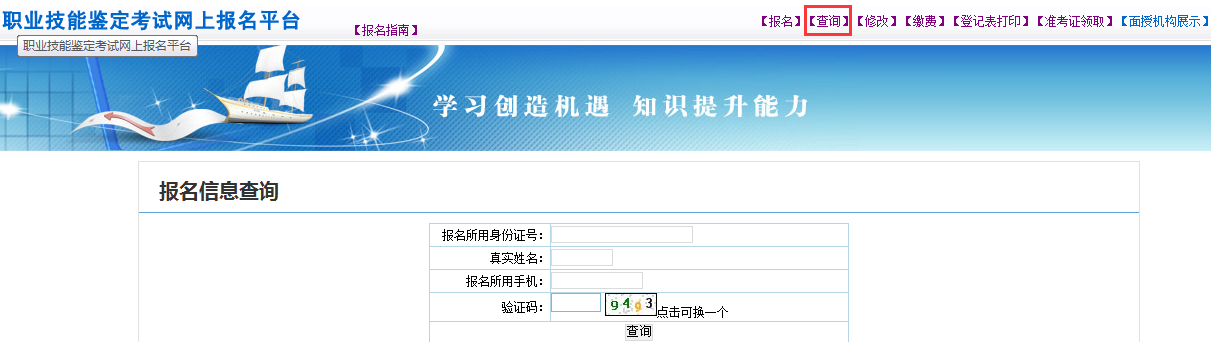 职业技能鉴定考试网上报名平台
【报名指南】
【报名】【查询】【修改】【缴费】【登记表打印】【准考证领取】【面授机构展示】
职业技能鉴定考试网上报名平台
学习创造机遇 知识提升能力
报名信息查询
报名所用身份证号：
真实姓名：
报名所用手机：
验证码： 9493 点击可换一个
查询